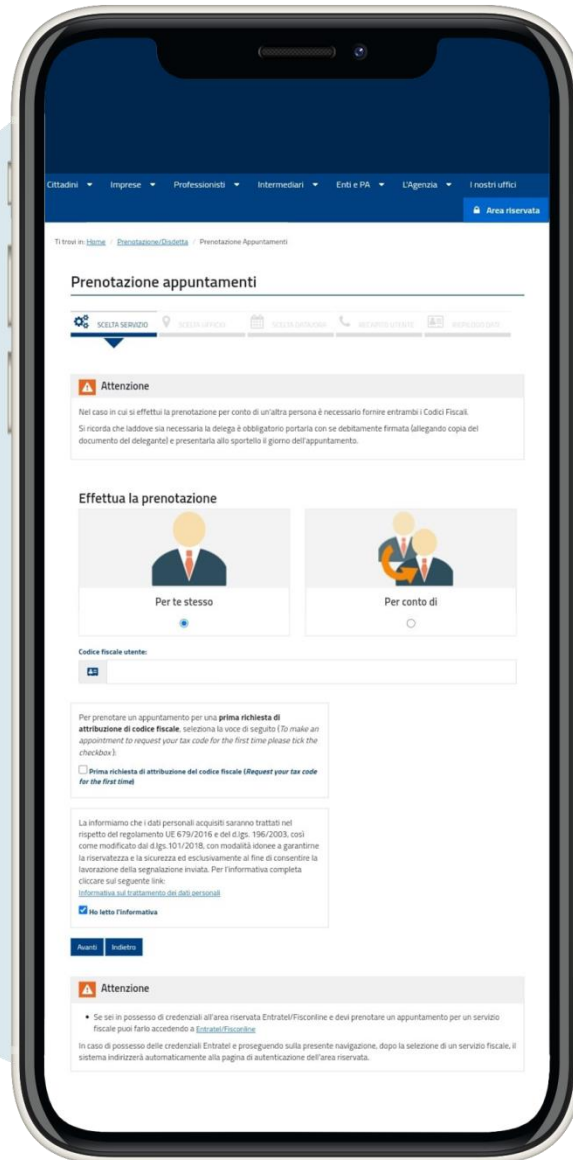 Cittadini Imprese Professionisti Intermediari Enti e PA L'Agenzia I nostri uffici
Area riservata
Ti trovi in: Home / Prenotazione/Disdetta / Prenotazione Appuntamenti
Prenotazione appuntamenti
SCELTA SERVIZIO SCELTA UFFICIO SCELTA DATA/ORA RECAPITO UTENTE RIEPILOGO DATI
Attenzione
Nel caso in cui si effettui la prenotazione per conto di un'altra persona è necessario fornire entrambi i Codici Fiscali.
Si ricorda che laddove sia necessaria la delega è obbligatorio portarla con se debitamente firmata (allegando copia del
documento del delegante) e presentarla allo sportello il giorno dell'appuntamento.
Effettua la prenotazione
Per te stesso Per conto di
Codice fiscale utente:
Per prenotare un appuntamento per una prima richiesta di
attribuzione di codice fiscale, seleziona la voce di seguito (To make an
appointment to request your tax code for the first time please tick the
checkbox):
Prima richiesta di attribuzione del codice fiscale (Request your tax code
for the first time)
La informiamo che i dati personali acquisiti saranno trattati nel
rispetto del regolamento UE 679/2016 e del d.lgs. 196/2003, così
come modificato dal d.lgs.101/2018, con modalità idonee a garantirne
la riservatezza e la sicurezza ed esclusivamente al fine di consentire la
lavorazione della segnalazione inviata. Per l'informativa completa
cliccare sul seguente link:
Informativa sul trattamento dei dati personali
Ho letto l'informativa
Avanti Indietro
Attenzione
• Se sei in possesso di credenziali all'area riservata Entratel/Fisconline e devi prenotare un appuntamento per un servizio
fiscale puoi farlo accedendo a Entratel/Fisconline
In caso di possesso delle credenziali Entratel e proseguendo sulla presente navigazione, dopo la selezione di un servizio fiscale, il
sistema indirizzerà automaticamente alla pagina di autenticazione dell'area riservata.